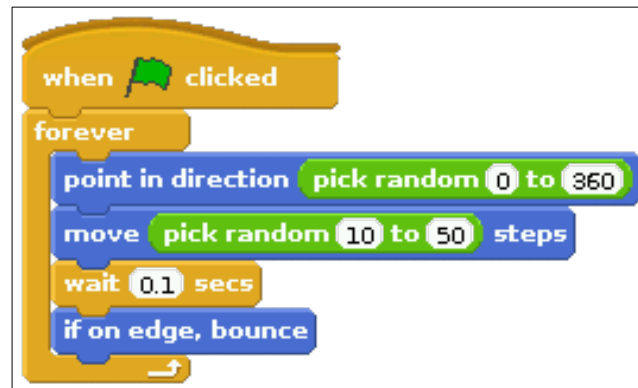 when clicked
forever
point in direction pick random 0 to 360
move pick random 10 to 50 steps
wait 0.1 secs
if on edge, bounce